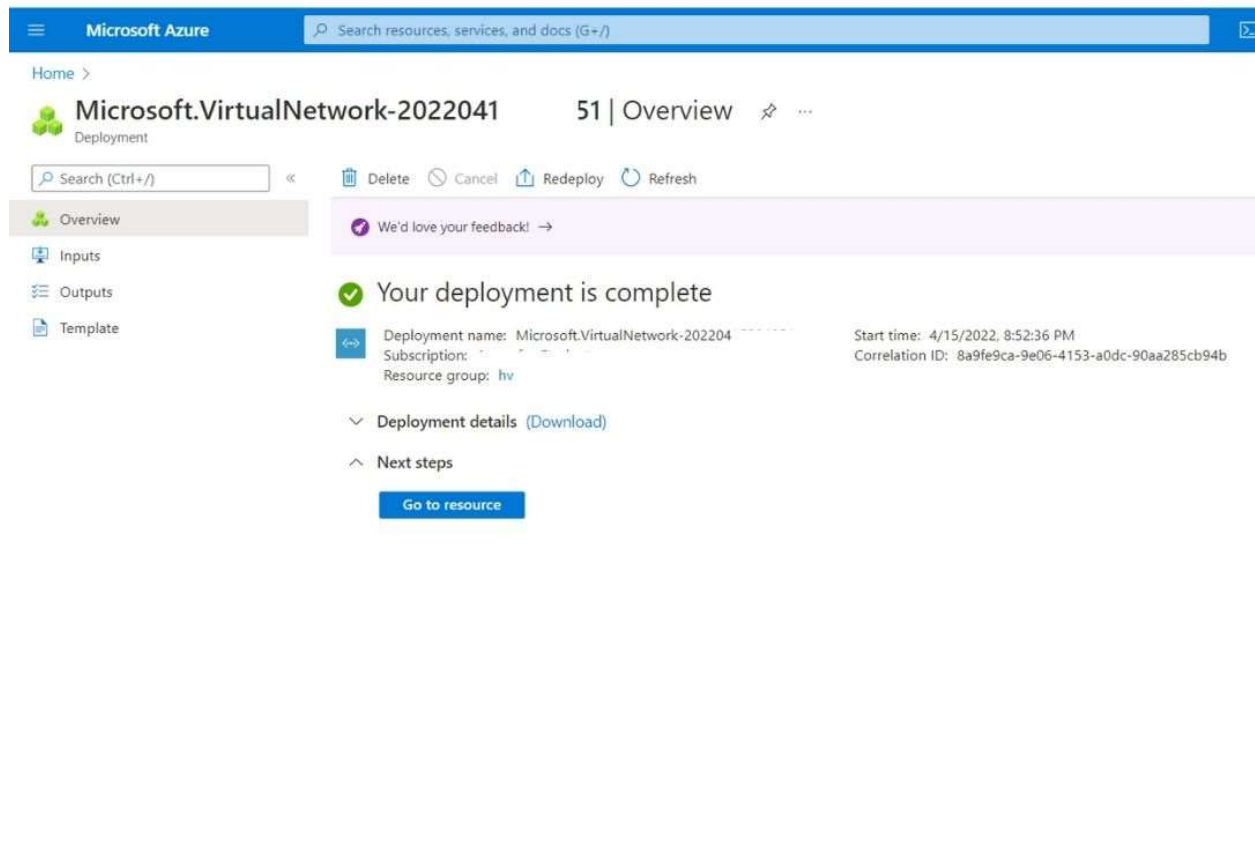 Microsoft Azure
Search resources, services, and docs (G+/)
Home >
Microsoft.VirtualNetwork-2022041 51 | Overview
Deployment
Search (Ctrl+/)
Delete Cancel Redeploy Refresh
Overview
Inputs
Outputs
Template
We'd love your feedback! →
Your deployment is complete
Deployment name: Microsoft.VirtualNetwork-202204
Subscription:
Resource group: hv
Start time: 4/15/2022, 8:52:36 PM
Correlation ID: 8a9fe9ca-9e06-4153-a0dc-90aa285cb94b
Deployment details (Download)
Next steps
Go to resource